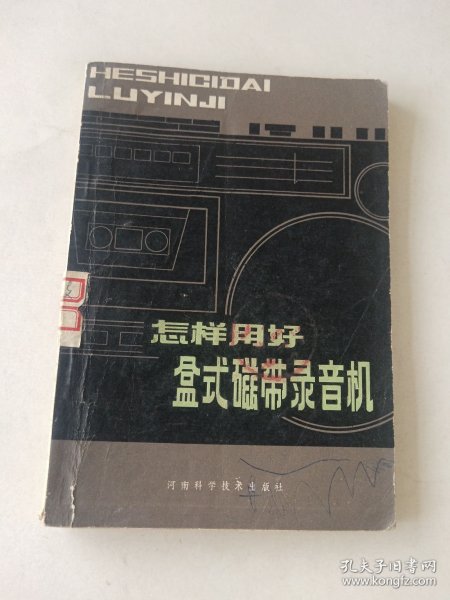 HESHICIDAI
LUYINJI
怎样用好
盒式磁带录音机
河南科学技术出版社
孔夫子旧书网
www.kongfz.com